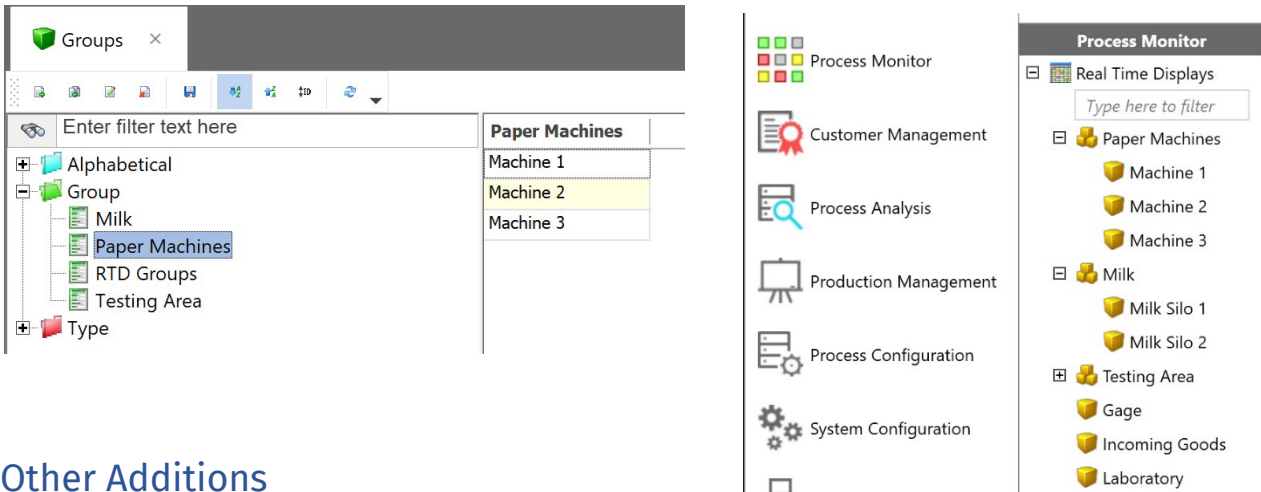 Groups ×
Enter filter text here
Alphabetical
Group
Milk
Paper Machines
RTD Groups
Testing Area
Type
Paper Machines
Machine 1
Machine 2
Machine 3
Other Additions
Process Monitor
Customer Management
Process Analysis
Production Management
Process Configuration
System Configuration
Process Monitor
Real Time Displays
Type here to filter
Paper Machines
Machine 1
Machine 2
Machine 3
Milk
Milk Silo 1
Milk Silo 2
Testing Area
Gage
Incoming Goods
Laboratory